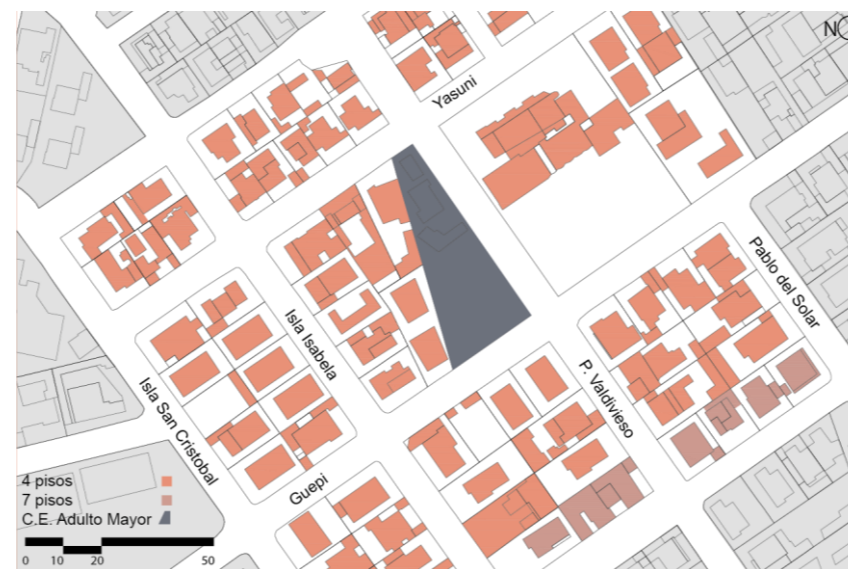 N
Yasuni
Pablo del Solar
Isla Isabela
P. Valdivieso
Isla San Cristobal
Guepi
4 pisos
7 pisos
C.E. Adulto Mayor
0 10 20 50